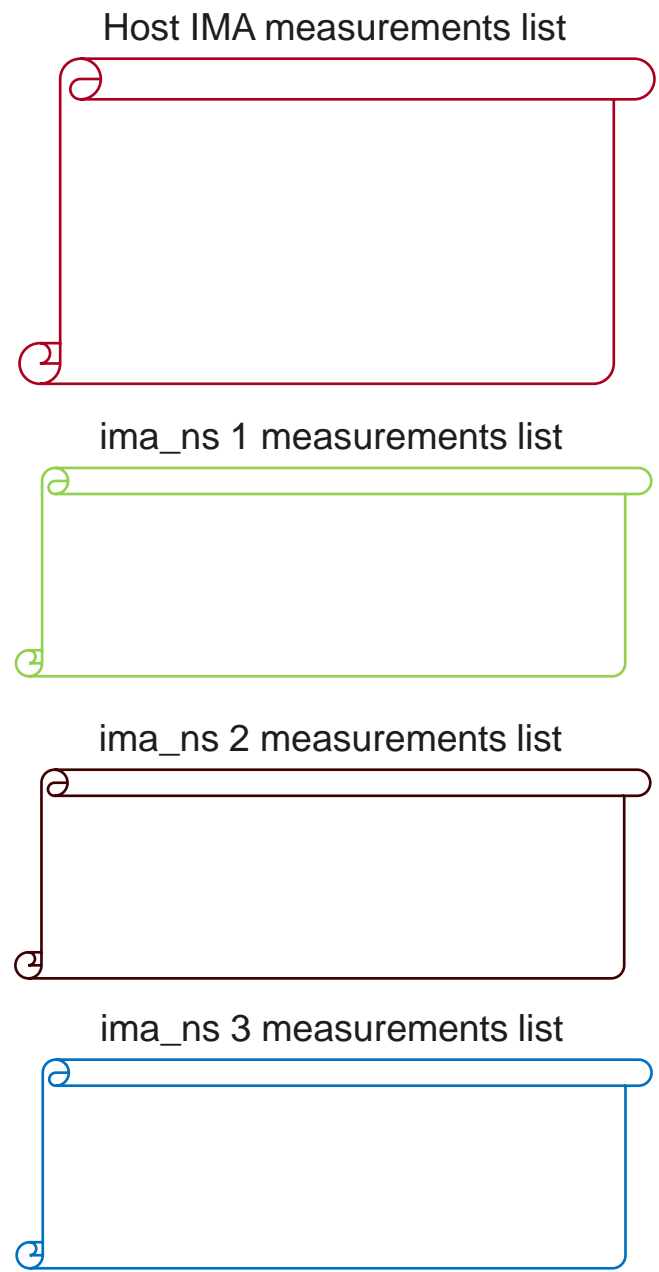 Host IMA measurements list
ima_ns 1 measurements list
ima_ns 2 measurements list
ima_ns 3 measurements list